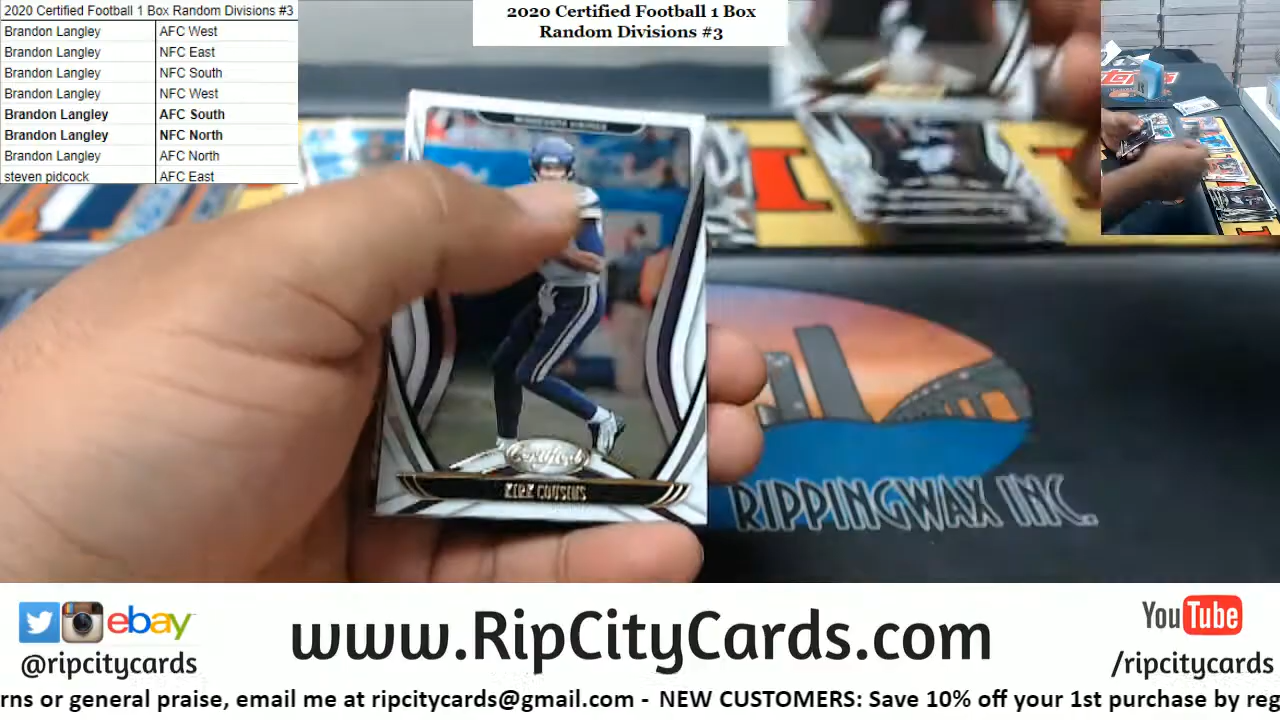 2020 Certified Football 1 Box Random Divisions #3
Brandon Langley AFC West
Brandon Langley NFC East
Brandon Langley NFC South
Brandon Langley NFC West
Brandon Langley AFC South
Brandon Langley NFC North
Brandon Langley AFC North
steven pidcock AFC East
2020 Certified Football 1 Box
Random Divisions #3
MINNESOTA VIKINGS
Certified
KIRK COUSINS
RIPPINGWAX INC.
ebay
@ripcitycards
www.RipCityCards.com
YouTube
/ripcitycards
rns or general praise, email me at ripcitycards@gmail.com - NEW CUSTOMERS: Save 10% off your 1st purchase by reg